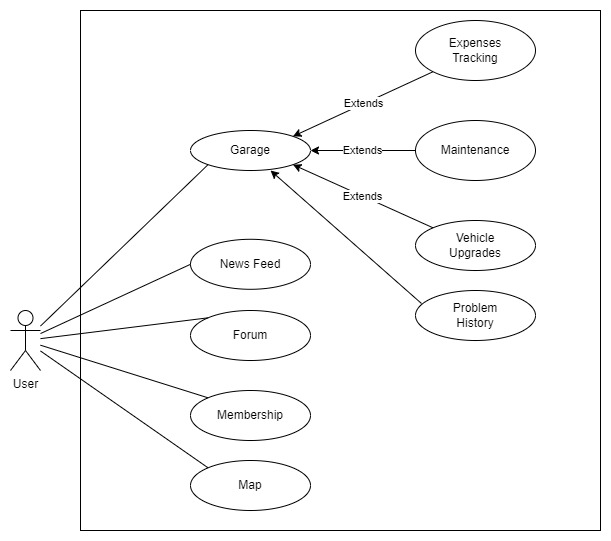 Expenses
Tracking
Extends
Garage
Extends
Maintenance
Extends
Vehicle
Upgrades
News Feed
Problem
History
Forum
User
Membership
Map